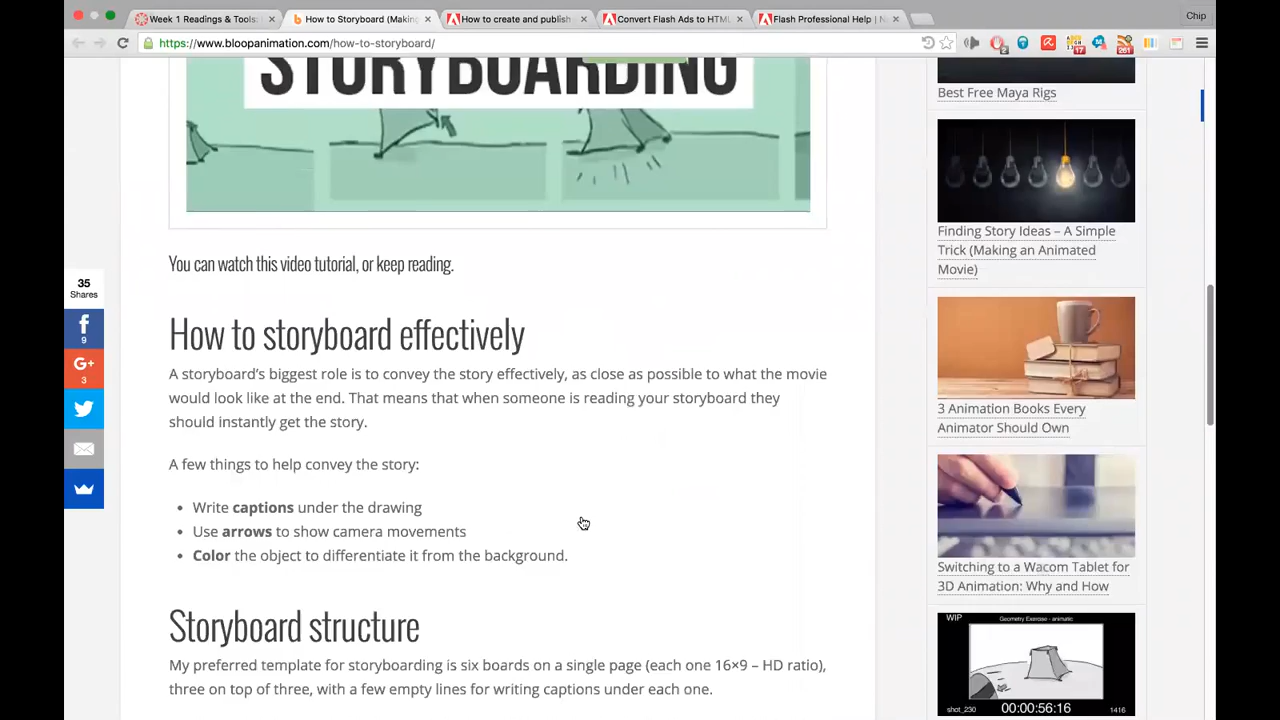 Week 1 Readings & Tools:
How to Storyboard (Makin
How to create and publish
Convert Flash Ads to HTM
Flash Professional Help | N
Chip
https://www.bloopanimation.com/how-to-storyboard/
2
17
261
STORYBOARDING
You can watch this video tutorial, or keep reading.
35
Shares
f
9
G+
3
How to storyboard effectively
A storyboard's biggest role is to convey the story effectively, as close as possible to what the movie
would look like at the end. That means that when someone is reading your storyboard they
should instantly get the story.
A few things to help convey the story:
• Write captions under the drawing
• Use arrows to show camera movements
• Color the object to differentiate it from the background.
Storyboard structure
My preferred template for storyboarding is six boards on a single page (each one 16×9 – HD ratio),
three on top of three, with a few empty lines for writing captions under each one.
Best Free Maya Rigs
Finding Story Ideas – A Simple
Trick (Making an Animated
Movie)
3 Animation Books Every
Animator Should Own
Switching to a Wacom Tablet for
3D Animation: Why and How
WIP
Geometry Exercise - animatic
shot_230
00:00:56:16
1416